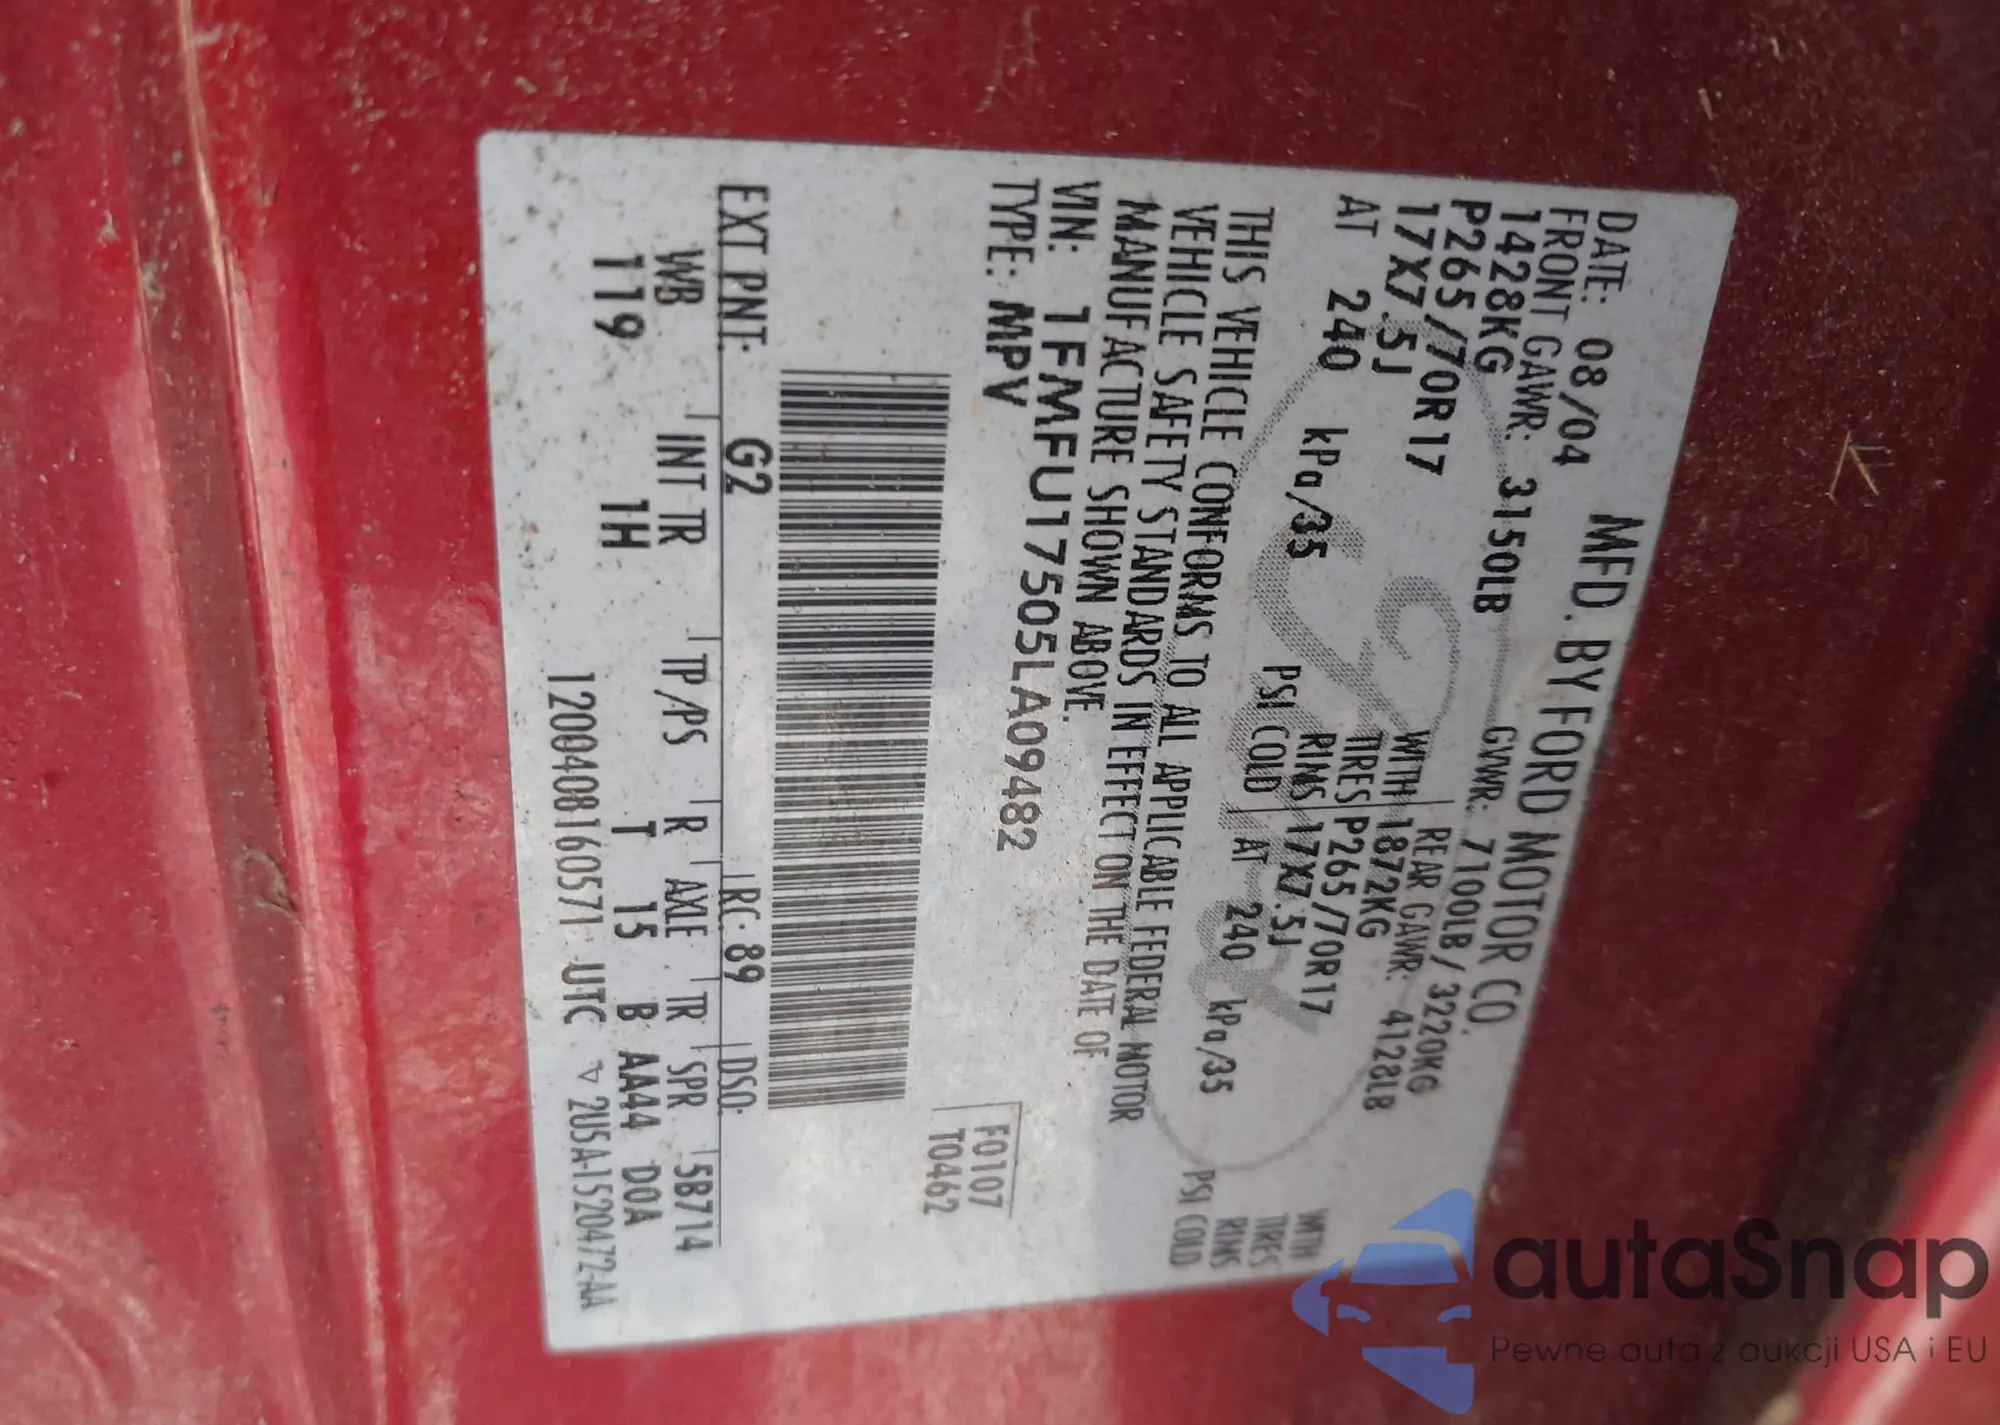 MFD. BY FORD MOTOR CO.
DATE: 08/04 GVWR: 7100LB/ 3220KG
FRONT GAWR: 3150LB REAR GAWR: 4128LB
1428KG WITH 1872KG WITH
P265/70R17 TIRES P265/70R17 TIRES
17X7.5J RIMS 17X7.5J RIMS
AT 240 kPa/35 PSI COLD AT 240 kPa/35 PSI COLD
THIS VEHICLE CONFORMS TO ALL APPLICABLE FEDERAL MOTOR
VEHICLE SAFETY STANDARDS IN EFFECT ON THE DATE OF
MANUFACTURE SHOWN ABOVE.
VIN: 1FMFU17505LA09482
TYPE: MPV
F0107
T0462
EXT PNT: G2 RC: 89 DSO:
WB INT TR TP/PS R AXLE TR SPR 5B714
119 1H T 15 B AA44 D0A
1200408160571 UTC 2U5A-1520472-AA
Ford
autaSnap
Pewne auta z aukcji USA i EU